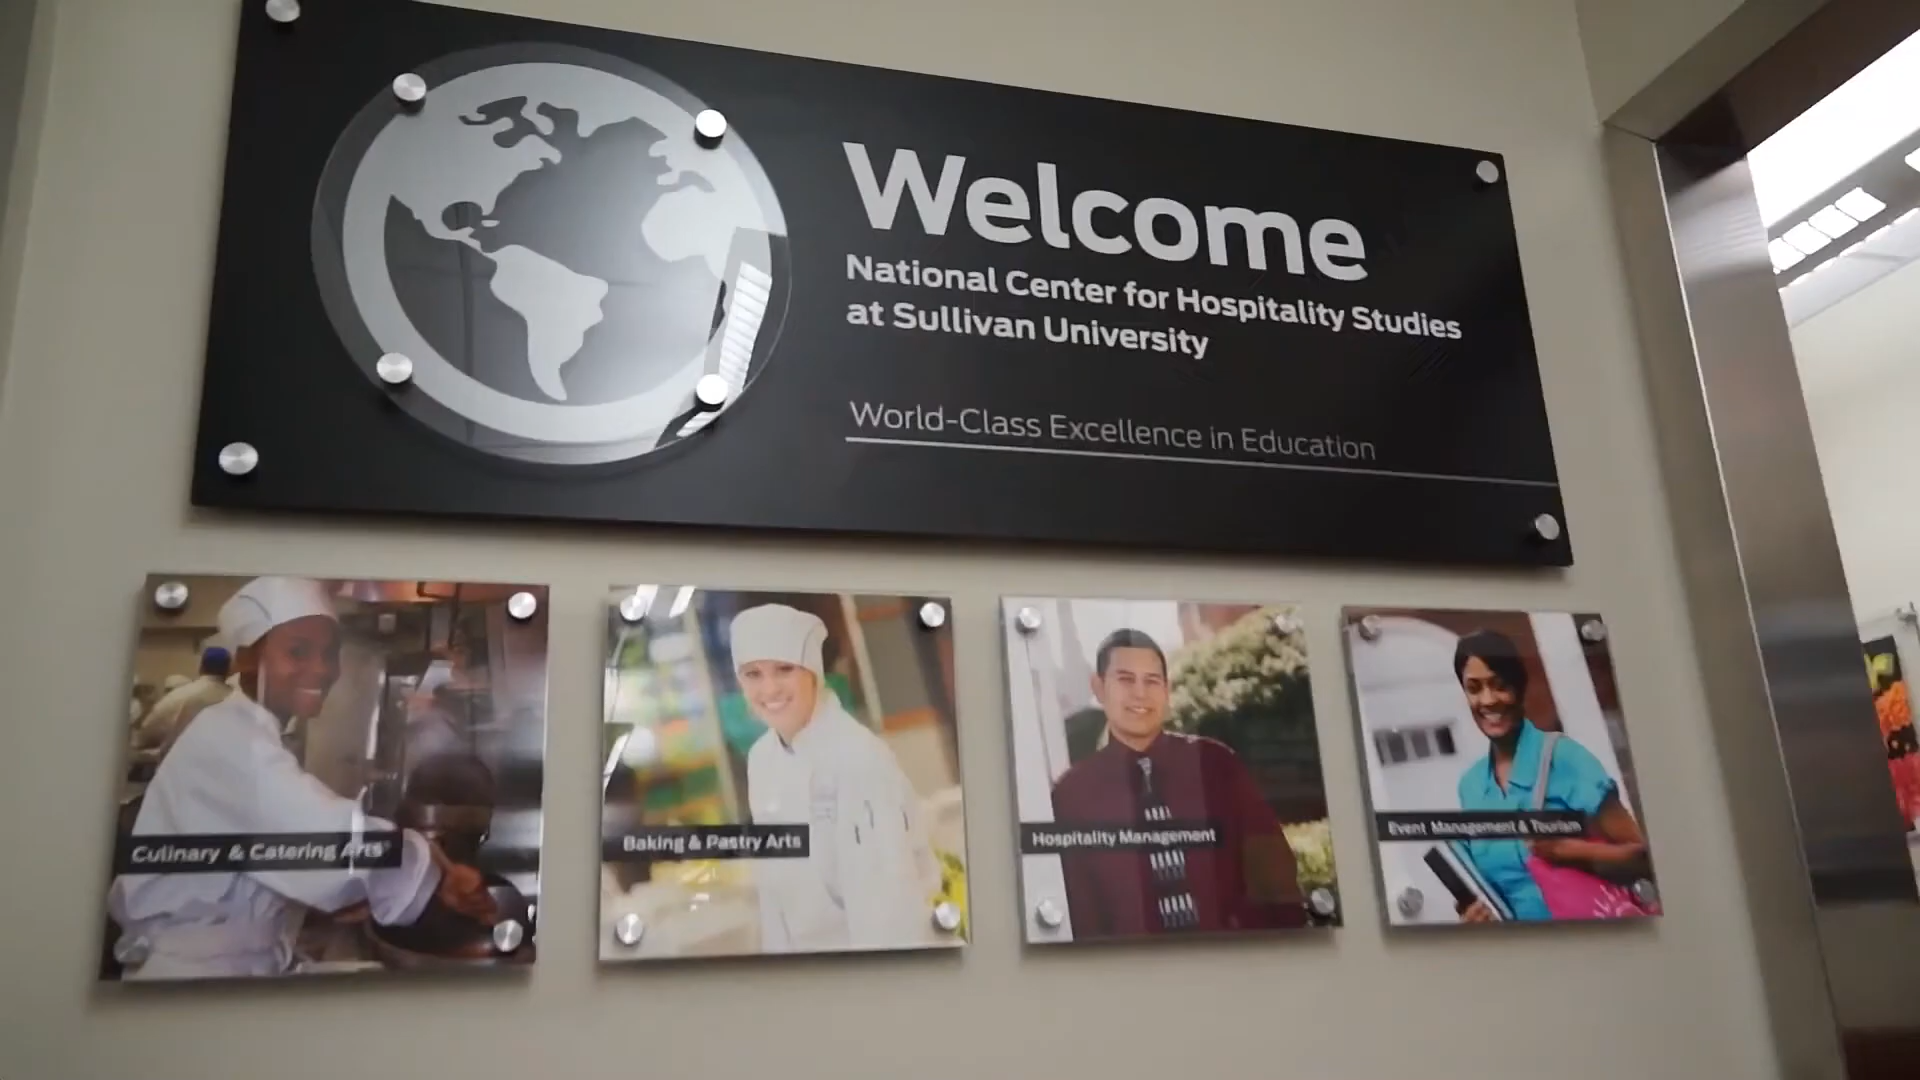 Welcome
National Center for Hospitality Studies
at Sullivan University
World-Class Excellence in Education
Culinary & Catering Arts®
Baking & Pastry Arts
Hospitality Management
Event Management & Tourism